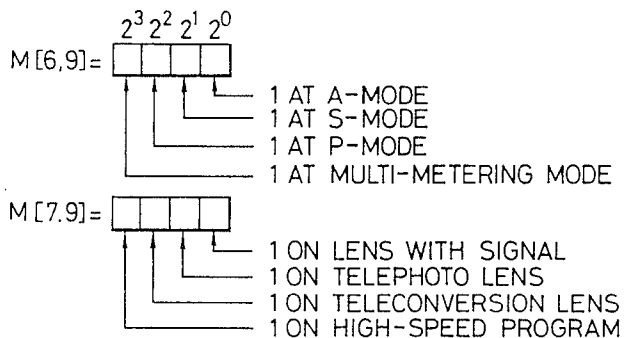 2³ 2² 2¹ 2⁰
M[6,9]=
1 AT A-MODE
1 AT S-MODE
1 AT P-MODE
1 AT MULTI-METERING MODE
M[7.9]=
1 ON LENS WITH SIGNAL
1 ON TELEPHOTO LENS
1 ON TELECONVERSION LENS
1 ON HIGH-SPEED PROGRAM